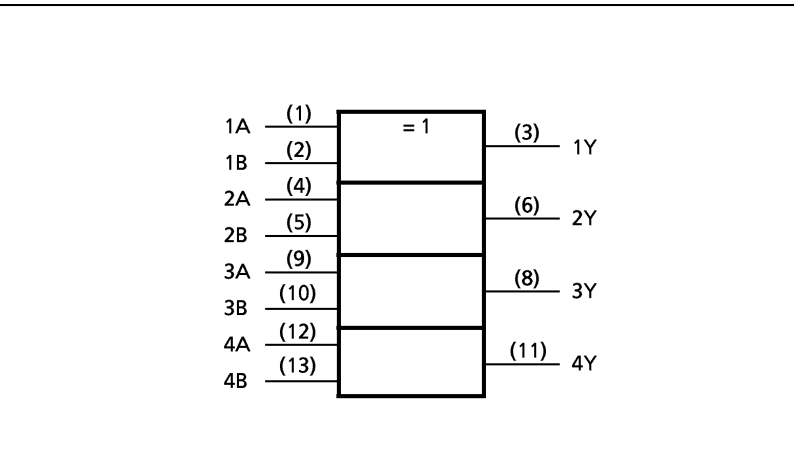 1A (1) = 1 (3) 1Y
1B (2)
2A (4) (6) 2Y
2B (5)
3A (9) (8) 3Y
3B (10)
4A (12) (11) 4Y
4B (13)